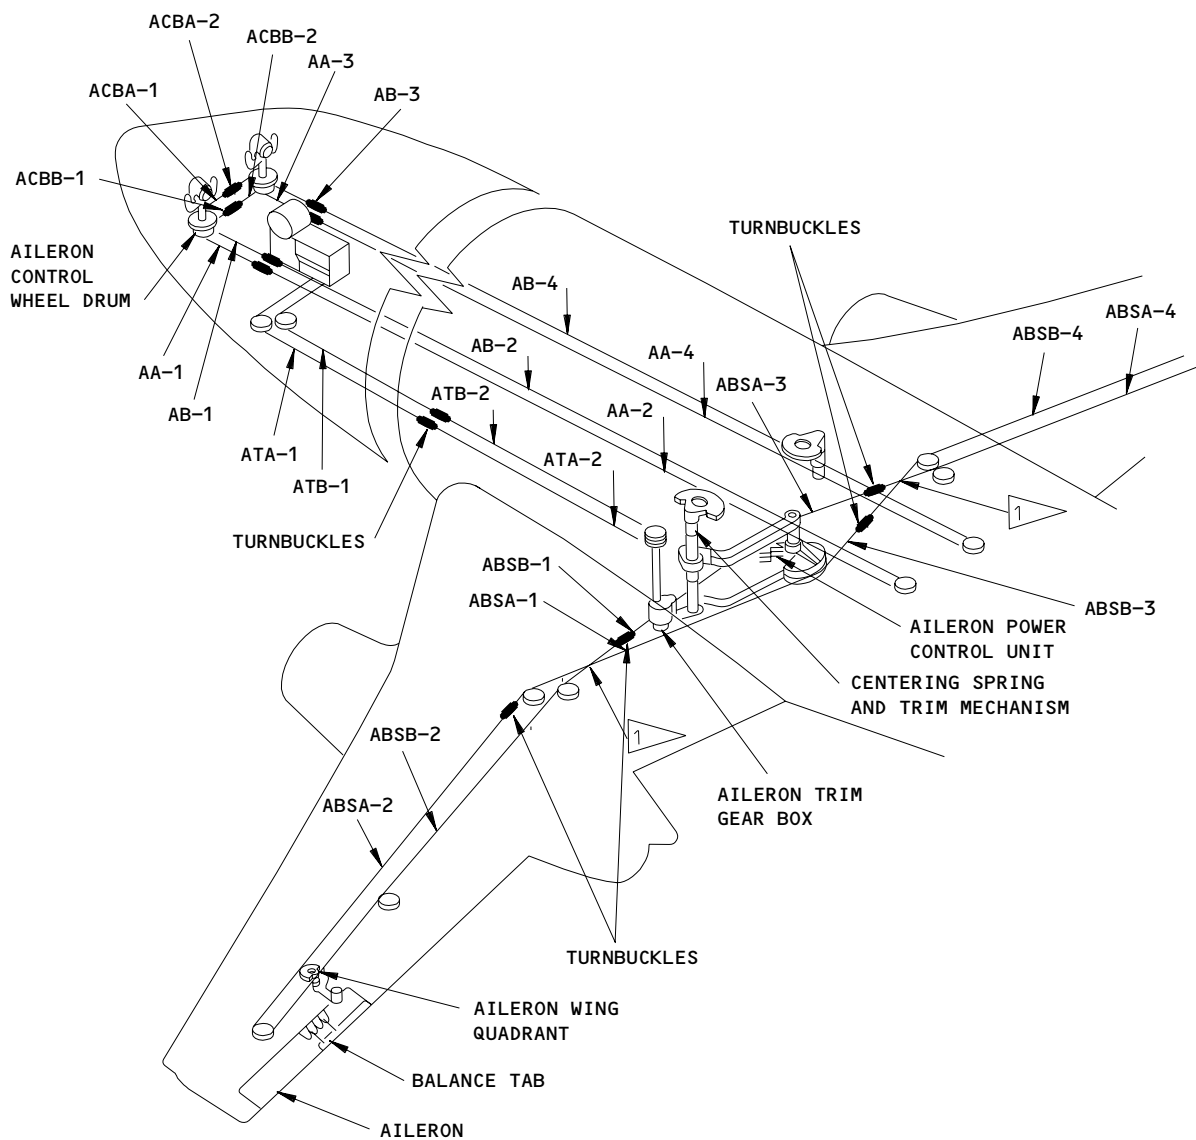 ACBA-2
ACBB-2
AA-3
ACBA-1
AB-3
ACBB-1
TURNBUCKLES
AILERON
CONTROL
WHEEL DRUM
AB-4
ABSA-4
ABSB-4
AB-2
AA-4
AA-1
ABSA-3
ATB-2
AA-2
AB-1
ATA-1
ATA-2
ATB-1
1
TURNBUCKLES
ABSB-1
ABSA-1
ABSB-3
AILERON POWER
CONTROL UNIT
CENTERING SPRING
AND TRIM MECHANISM
ABSB-2
1
ABSA-2
AILERON TRIM
GEAR BOX
TURNBUCKLES
AILERON WING
QUADRANT
BALANCE TAB
AILERON